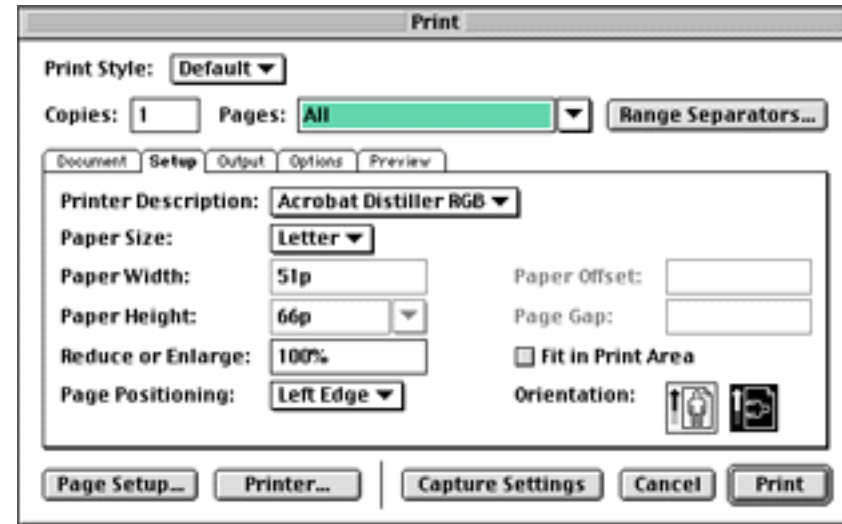 Print
Print Style: Default
Copies: 1 Pages: All Range Separators...
Document Setup Output Options Preview
Printer Description: Acrobat Distiller RGB
Paper Size: Letter
Paper Width: 51p Paper Offset:
Paper Height: 66p Page Gap:
Reduce or Enlarge: 100% Fit in Print Area
Page Positioning: Left Edge Orientation:
Page Setup... Printer... Capture Settings Cancel Print